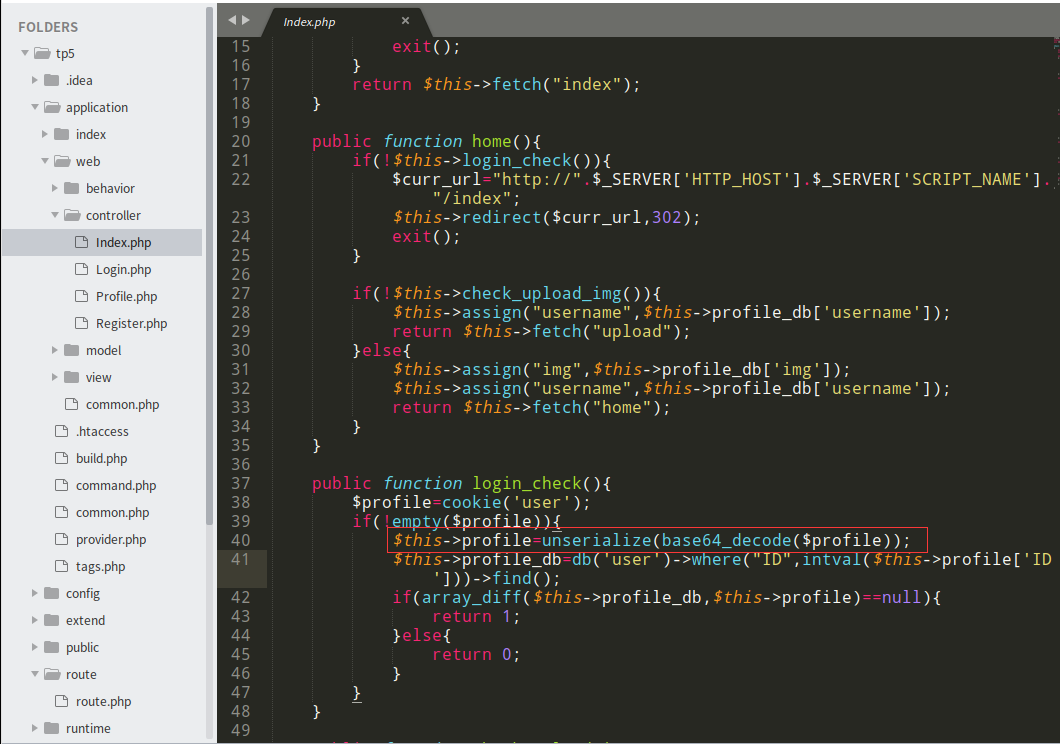 FOLDERS
tp5
.idea
application
index
web
behavior
controller
Index.php
Login.php
Profile.php
Register.php
model
view
common.php
.htaccess
build.php
command.php
common.php
provider.php
tags.php
config
extend
public
route
route.php
runtime
Index.php ×
15 exit();
16 }
17 return $this->fetch("index");
18 }
19
20 public function home(){
21 if(!$this->login_check()){
22 $curr_url="http://".$_SERVER['HTTP_HOST'].$_SERVER['SCRIPT_NAME'].
"/index";
23 $this->redirect($curr_url,302);
24 exit();
25 }
26
27 if(!$this->check_upload_img()){
28 $this->assign("username",$this->profile_db['username']);
29 return $this->fetch("upload");
30 }else{
31 $this->assign("img",$this->profile_db['img']);
32 $this->assign("username",$this->profile_db['username']);
33 return $this->fetch("home");
34 }
35 }
36
37 public function login_check(){
38 $profile=cookie('user');
39 if(!empty($profile)){
40 $this->profile=unserialize(base64_decode($profile));
41 $this->profile_db=db('user')->where("ID",intval($this->profile['ID
']))->find();
42 if(array_diff($this->profile_db,$this->profile)==null){
43 return 1;
44 }else{
45 return 0;
46 }
47 }
48 }
49